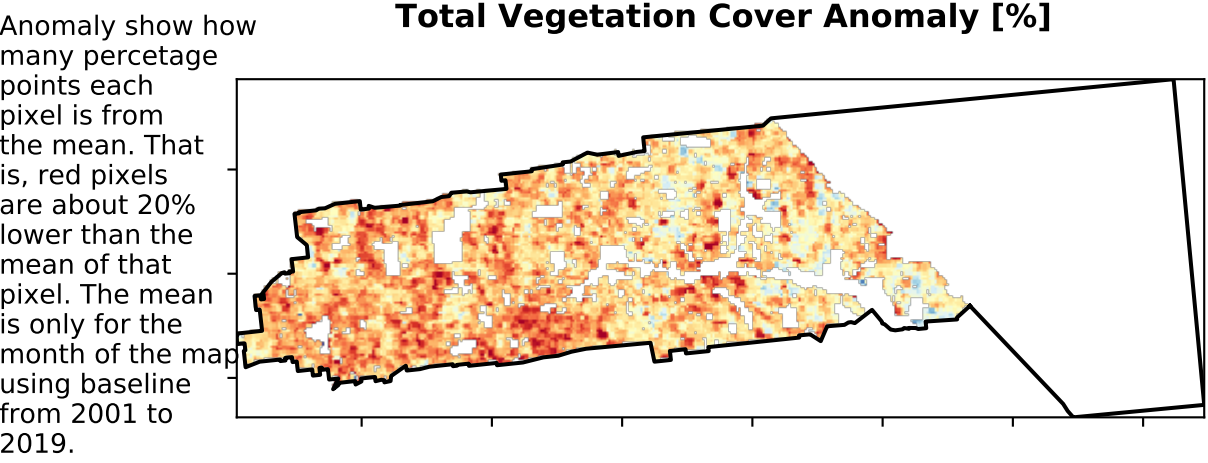 Total Vegetation Cover Anomaly [%]
Anomaly show how
many percetage
points each
pixel is from
the mean. That
is, red pixels
are about 20%
lower than the
mean of that
pixel. The mean
is only for the
month of the map
using baseline
from 2001 to
2019.